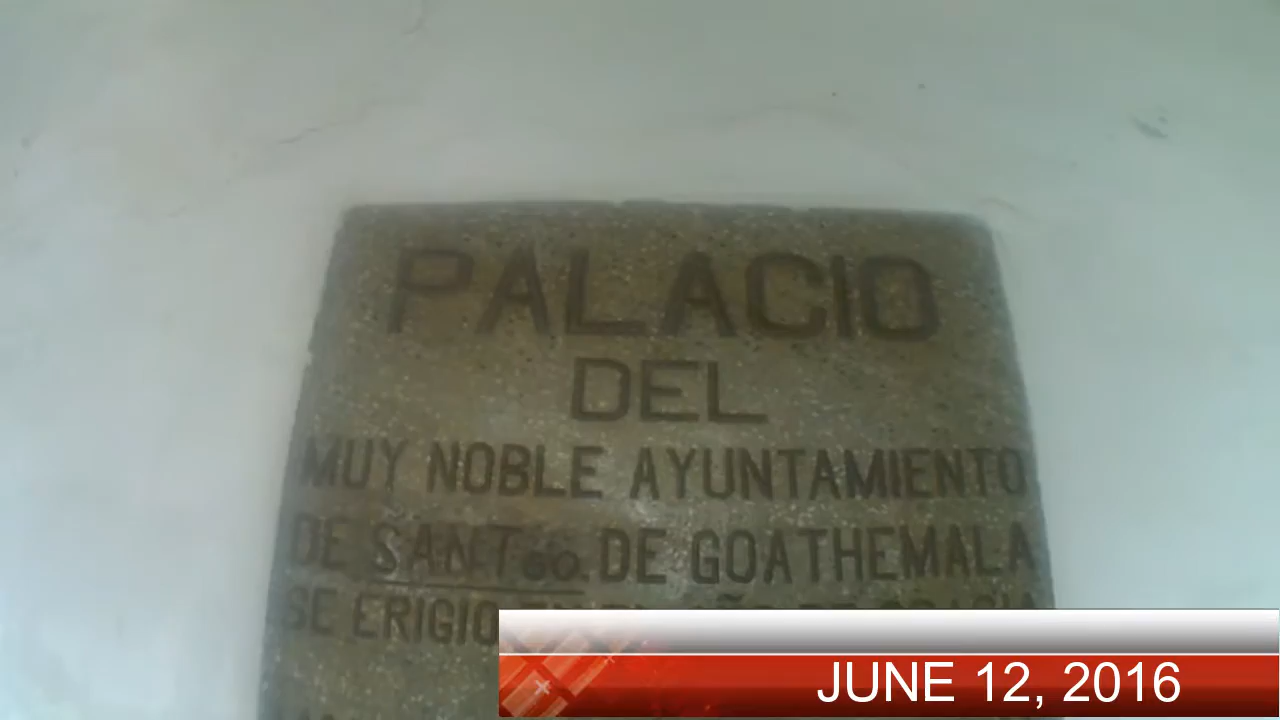 PALACIO
DEL
MUY NOBLE AYUNTAMIENTO
DE SANTGO. DE GOATHEMALA
SE ERIGIO
JUNE 12, 2016